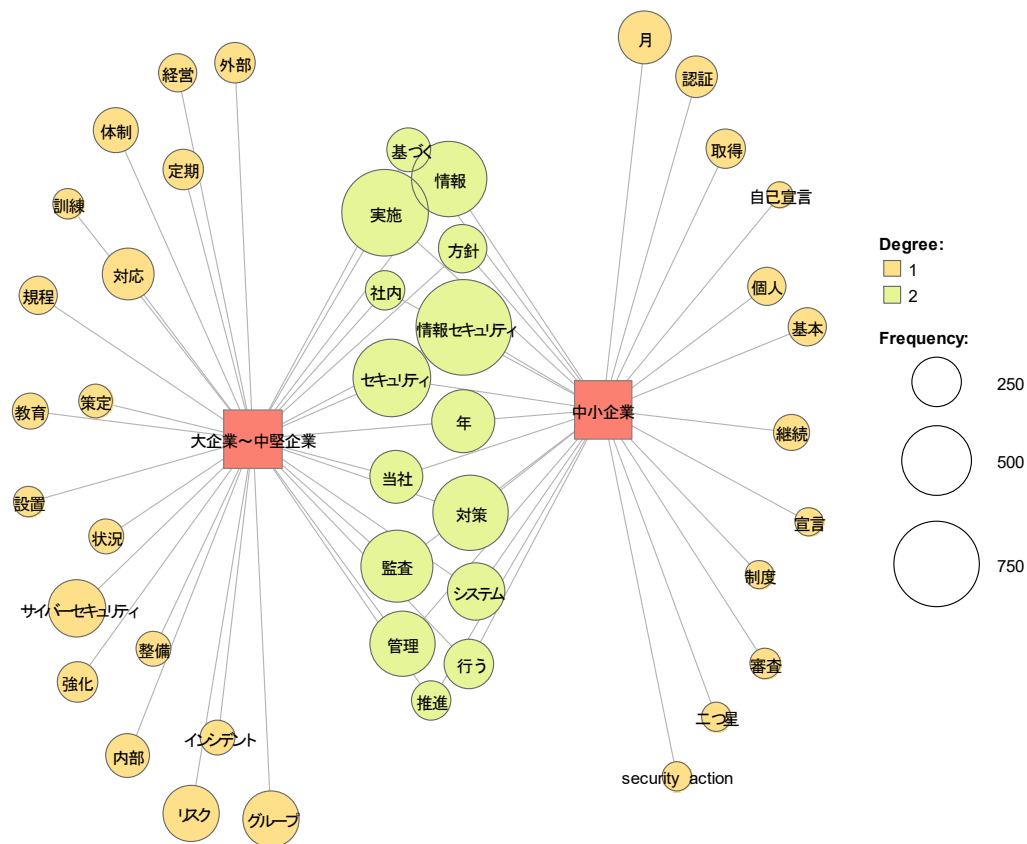 月
外部
経営
認証
体制
取得
基づく
定期
情報
自己宣言
訓練
実施
方針
対応
個人
社内
規程
基本
情報セキュリティ
セキュリティ
策定
教育
年
中小企業
継続
大企業～中堅企業
当社
設置
対策
宣言
状況
監査
制度
システム
サイバーセキュリティ
管理
整備
行う
審査
強化
推進
二つ星
インシデント
内部
security action
リスク
グループ
Degree:
1
2
Frequency:
250
500
750